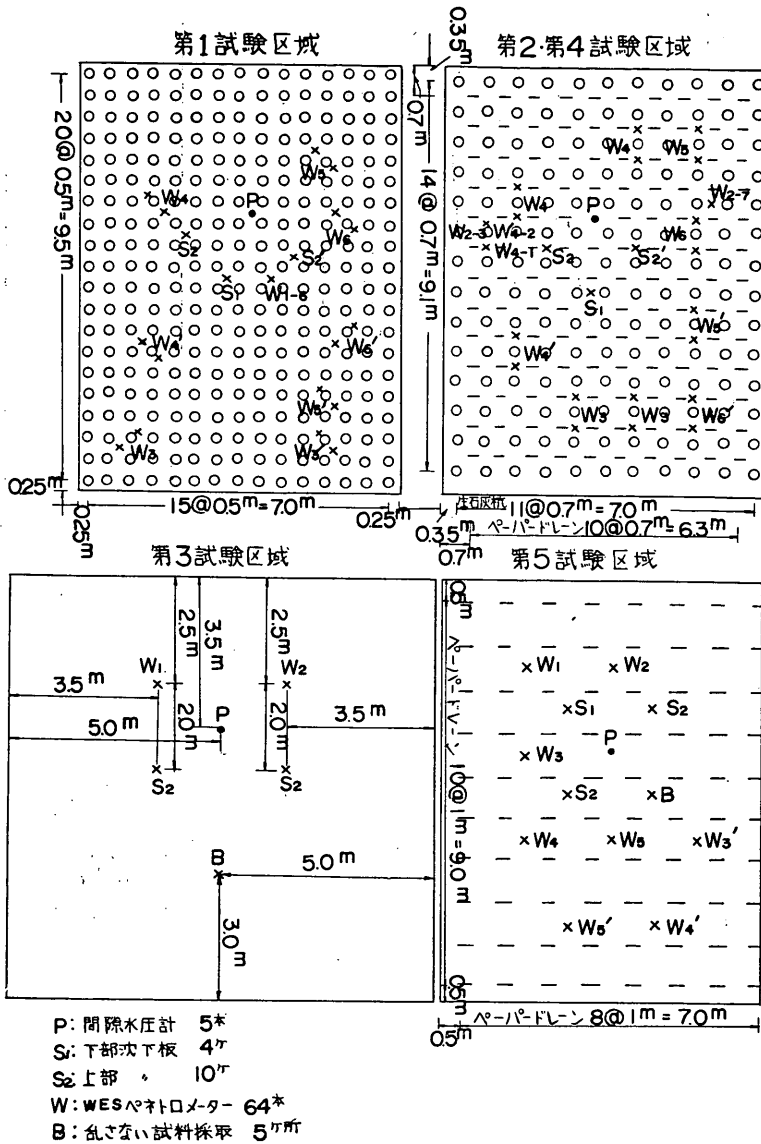 第1試験区域
0.35m
第2・第4試験区域
20@0.5m=9.5m
0.7m
14@0.7m=9.1m
W5
W4
P
S2
W6
S2'
S1
W1-6
W4'
W6'
W5'
W3
W3'
0.25m
0.25m
15@0.5m=7.0m
0.25m
W4
W5
W2-7
W4
P
W2-3
W4-2
W4-T
S2
S2'
W6
S1
W5'
W4'
W3
W3
W6'
生石灰杭 11@0.7m=7.0m
0.35m
ペーパードレーン10@0.7m=6.3m
0.7m
第3試験区域
2.5m
3.5m
2.5m
W1
W2
3.5m
2.0m
P
2.0m
3.5m
5.0m
S2
S2
B
5.0m
3.0m
第5試験区域
0.5m
ペーパードレーン 10@1m=9.0m
W1
W2
S1
S2
P
W3
S2
B
W4
W5
W3'
W5'
W4'
0.5m
ペーパードレーン 8@1m=7.0m
0.5m
P: 間隙水圧計 5本
S1: 下部沈下板 4ケ
S2: 上部 〃 10ケ
W: WESペネトロメーター 64本
B: 乱さない試料採取 5ケ所